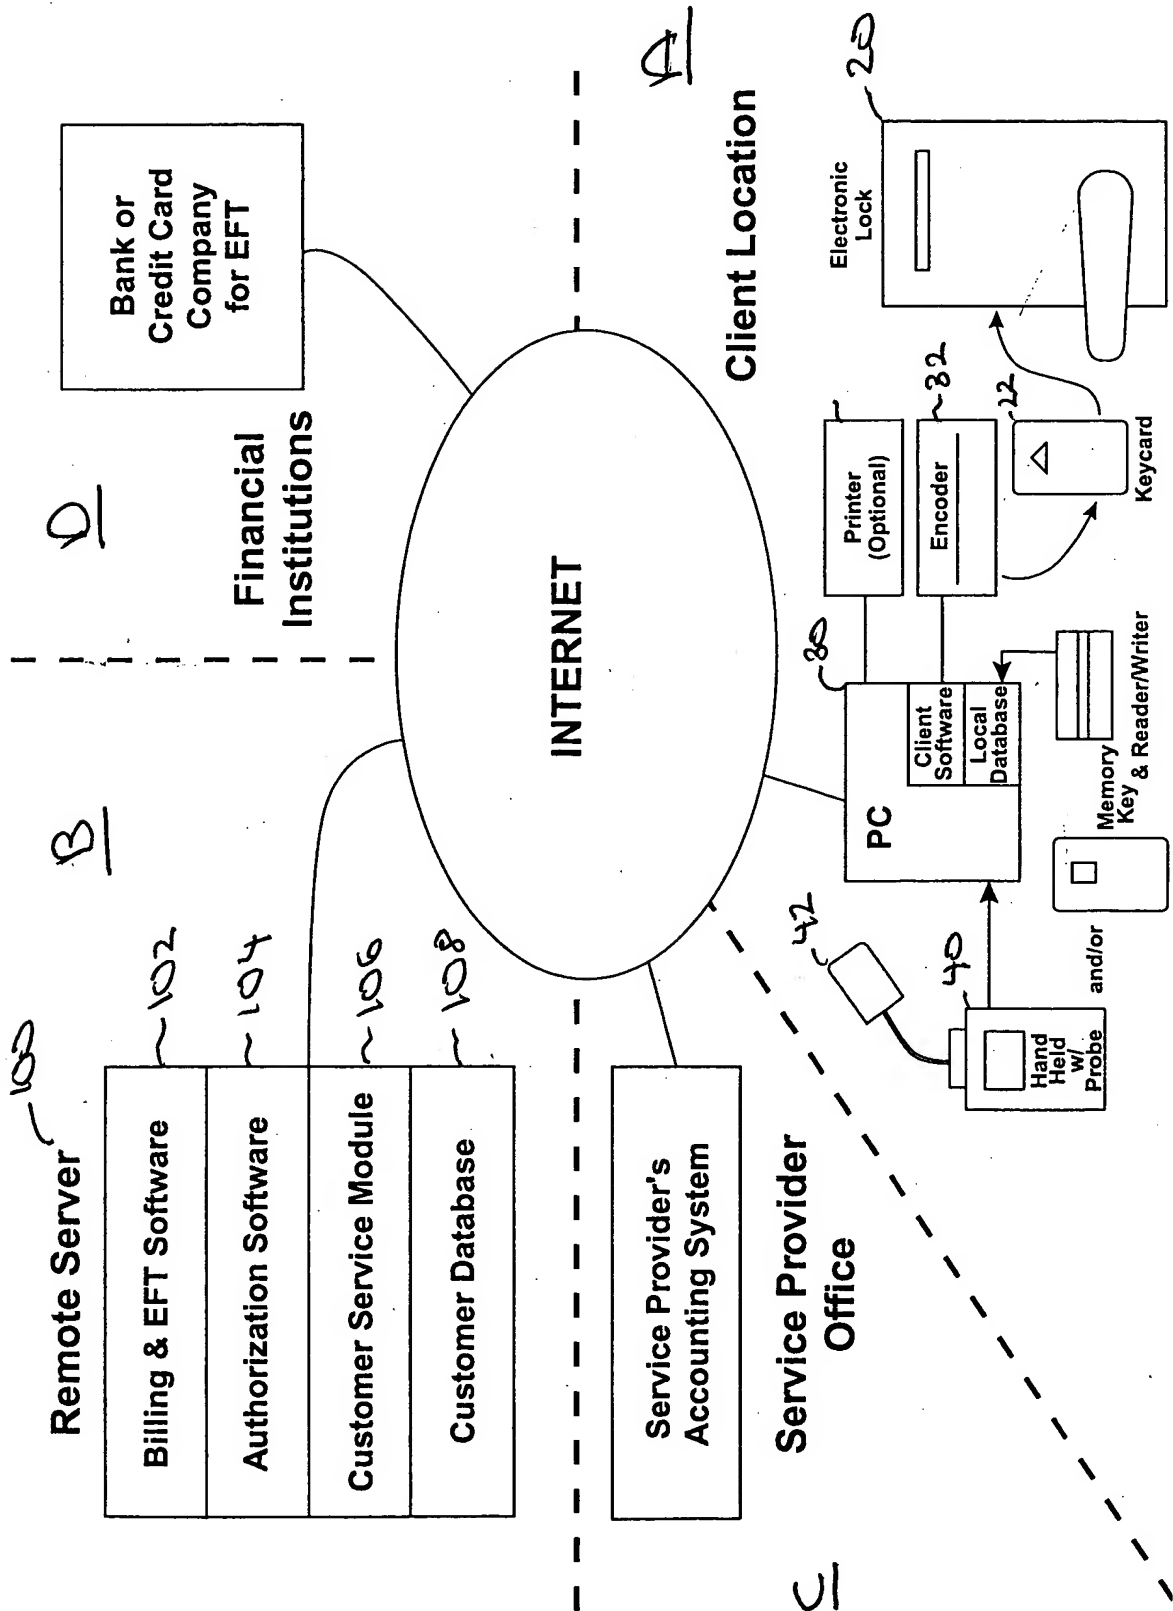 Remote Server
100
Billing & EFT Software
102
Authorization Software
104
Customer Service Module
106
Customer Database
108
B
D
Financial
Institutions
Bank or
Credit Card
Company
for EFT
INTERNET
A
Client Location
C
Service Provider's
Accounting System
Service Provider
Office
42
40
Hand
Held
w/
Probe
and/or
Memory
Key & Reader/Writer
PC
30
Client
Software
Local
Database
Printer
(Optional)
Encoder
32
22
Keycard
Electronic
Lock
20